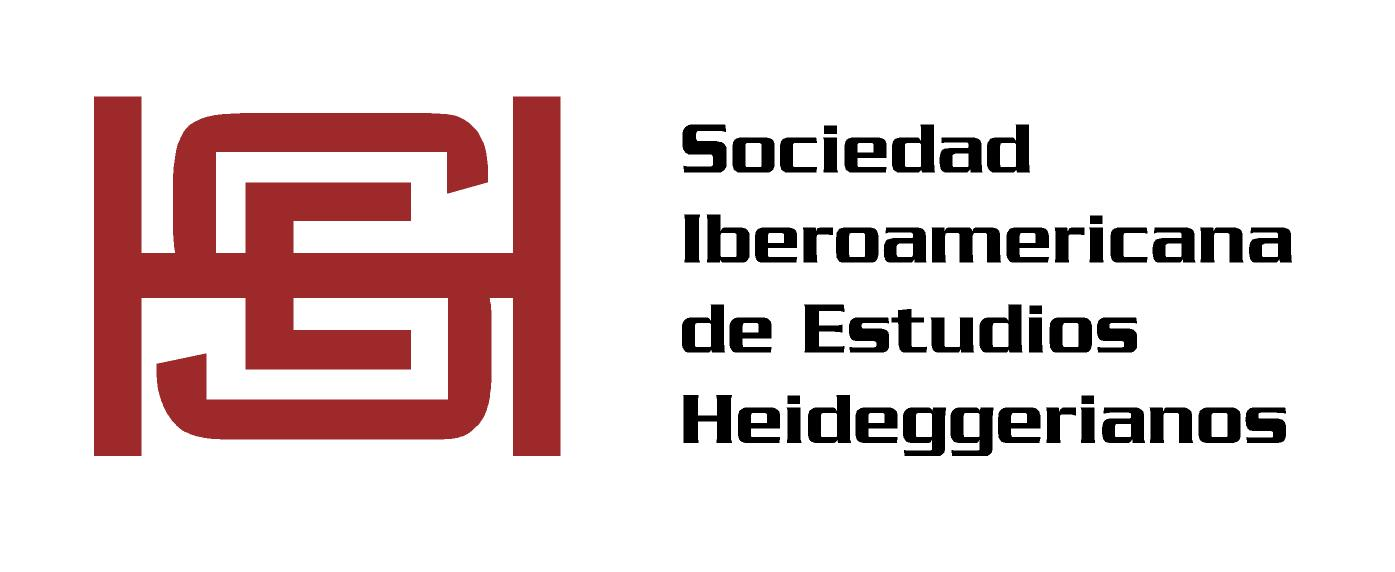 Sociedad
Iberoamericana
de Estudios
Heideggerianos